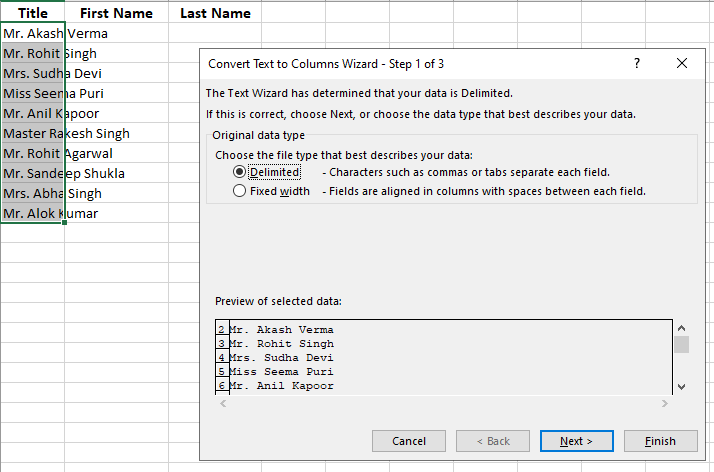 Title First Name Last Name
Mr. Akash Verma
Mr. Rohit Singh
Mrs. Sudha Devi
Miss Seema Puri
Mr. Anil Kapoor
Master Rakesh Singh
Mr. Rohit Agarwal
Mr. Sandeep Shukla
Mrs. Abha Singh
Mr. Alok Kumar
Convert Text to Columns Wizard - Step 1 of 3 ? ×
The Text Wizard has determined that your data is Delimited.
If this is correct, choose Next, or choose the data type that best describes your data.
Original data type
Choose the file type that best describes your data:
Delimited - Characters such as commas or tabs separate each field.
Fixed width - Fields are aligned in columns with spaces between each field.
Preview of selected data:
2 Mr. Akash Verma
3 Mr. Rohit Singh
4 Mrs. Sudha Devi
5 Miss Seema Puri
6 Mr. Anil Kapoor
Cancel < Back Next > Finish